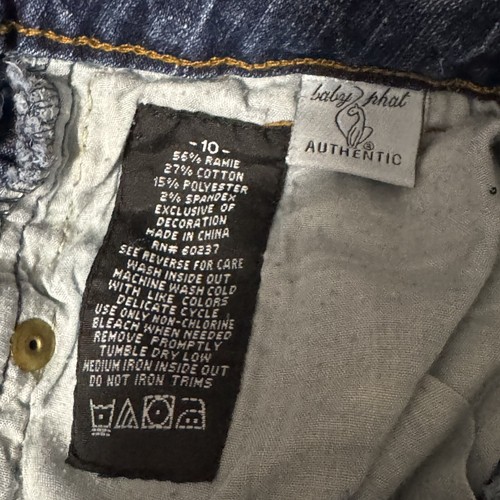 baby phat
®
AUTHENTIC
- 10 -
56% RAMIE
27% COTTON
15% POLYESTER
2% SPANDEX
EXCLUSIVE OF
DECORATION
MADE IN CHINA
RN# 60237
SEE REVERSE FOR CARE
WASH INSIDE OUT
MACHINE WASH COLD
WITH LIKE COLORS
DELICATE CYCLE
USE ONLY NON-CHLORINE
BLEACH WHEN NEEDED
REMOVE PROMPTLY
TUMBLE DRY LOW
MEDIUM IRON INSIDE OUT
DO NOT IRON TRIMS